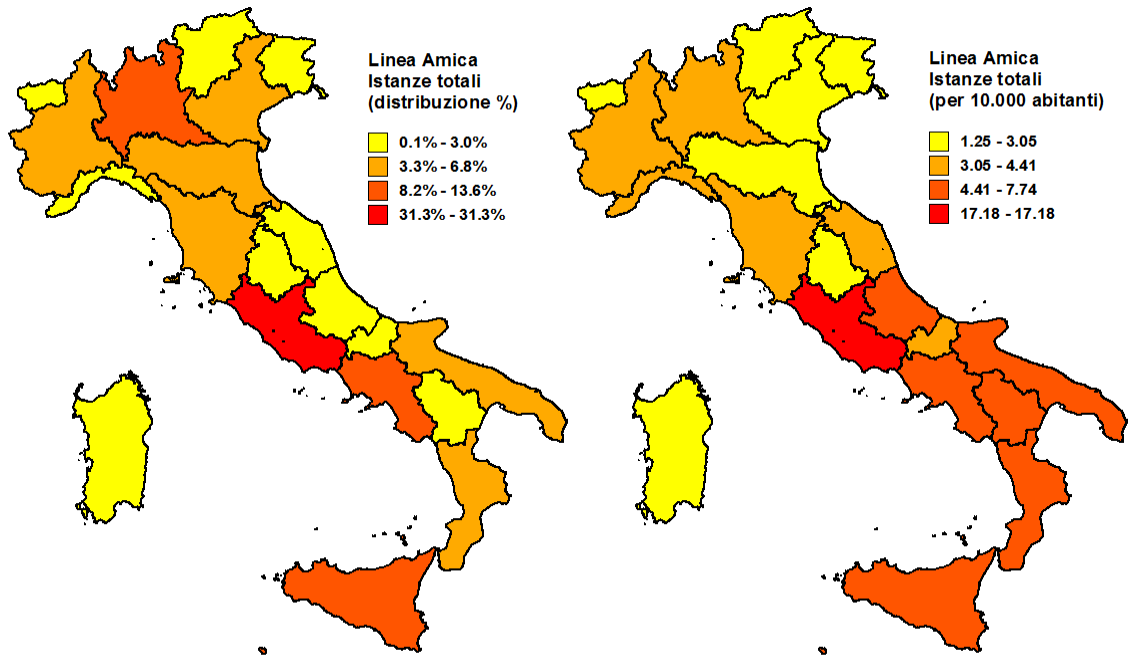 Linea Amica
Istanze totali
(distribuzione %)
0.1% - 3.0%
3.3% - 6.8%
8.2% - 13.6%
31.3% - 31.3%
Linea Amica
Istanze totali
(per 10.000 abitanti)
1.25 - 3.05
3.05 - 4.41
4.41 - 7.74
17.18 - 17.18